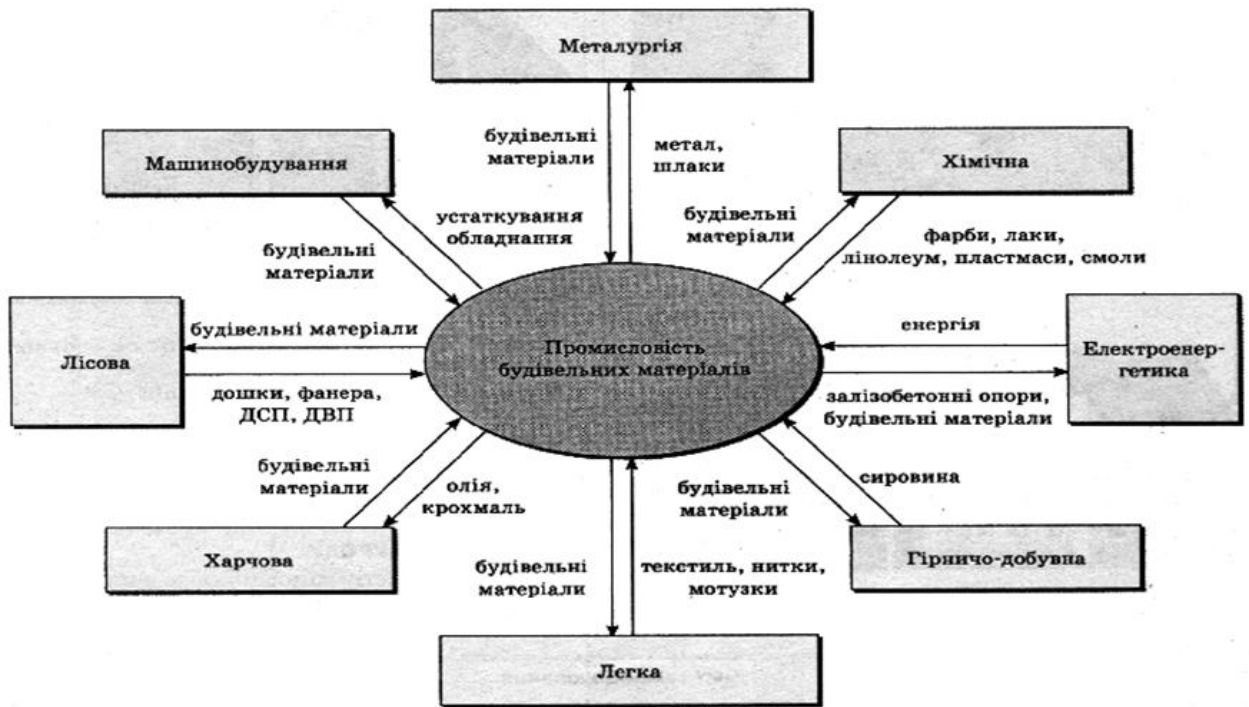 Металургія
будівельні
матеріали
метал,
шлаки
Машинобудування
Хімічна
устаткування
обладнання
будівельні
матеріали
будівельні
матеріали
фарби, лаки,
лінолеум, пластмаси, смоли
Лісова
будівельні матеріали
дошки, фанера,
ДСП, ДВП
Промисловість
будівельних матеріалів
енергія
залізобетонні опори,
будівельні матеріали
Електроенер-
гетика
будівельні
матеріали
олія,
крохмаль
будівельні
матеріали
сировина
Харчова
будівельні
матеріали
текстиль, нитки,
мотузки
Гірничо-добувна
Легка